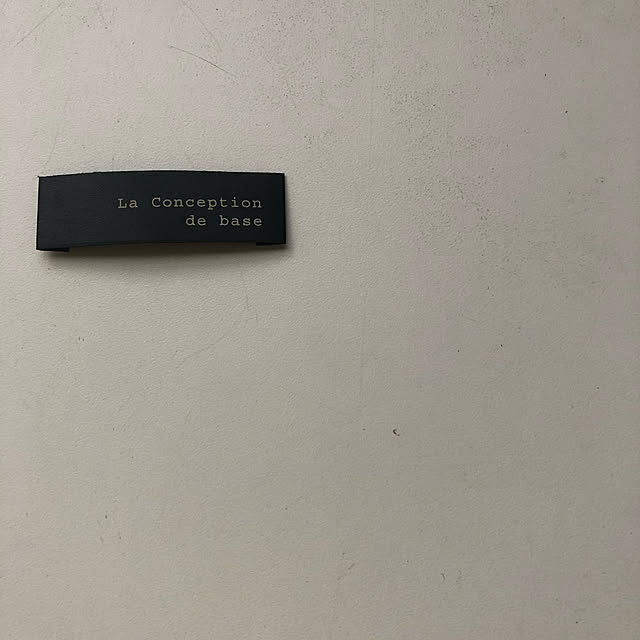 La Conception
de base